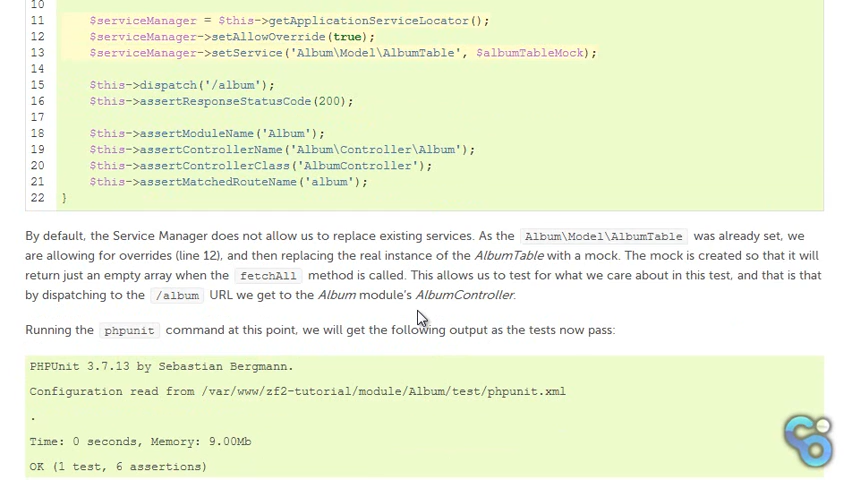 10
11 $serviceManager = $this->getApplicationServiceLocator();
12 $serviceManager->setAllowOverride(true);
13 $serviceManager->setService('Album\Model\AlbumTable', $albumTableMock);
14
15 $this->dispatch('/album');
16 $this->assertResponseStatusCode(200);
17
18 $this->assertModuleName('Album');
19 $this->assertControllerName('Album\Controller\Album');
20 $this->assertControllerClass('AlbumController');
21 $this->assertMatchedRouteName('album');
22 }
By default, the Service Manager does not allow us to replace existing services. As the Album\Model\AlbumTable was already set, we
are allowing for overrides (line 12), and then replacing the real instance of the AlbumTable with a mock. The mock is created so that it will
return just an empty array when the fetchAll method is called. This allows us to test for what we care about in this test, and that is that
by dispatching to the /album URL we get to the Album module's AlbumController.
Running the phpunit command at this point, we will get the following output as the tests now pass:
PHPUnit 3.7.13 by Sebastian Bergmann.
Configuration read from /var/www/zf2-tutorial/module/Album/test/phpunit.xml
.
Time: 0 seconds, Memory: 9.00Mb
OK (1 test, 6 assertions)